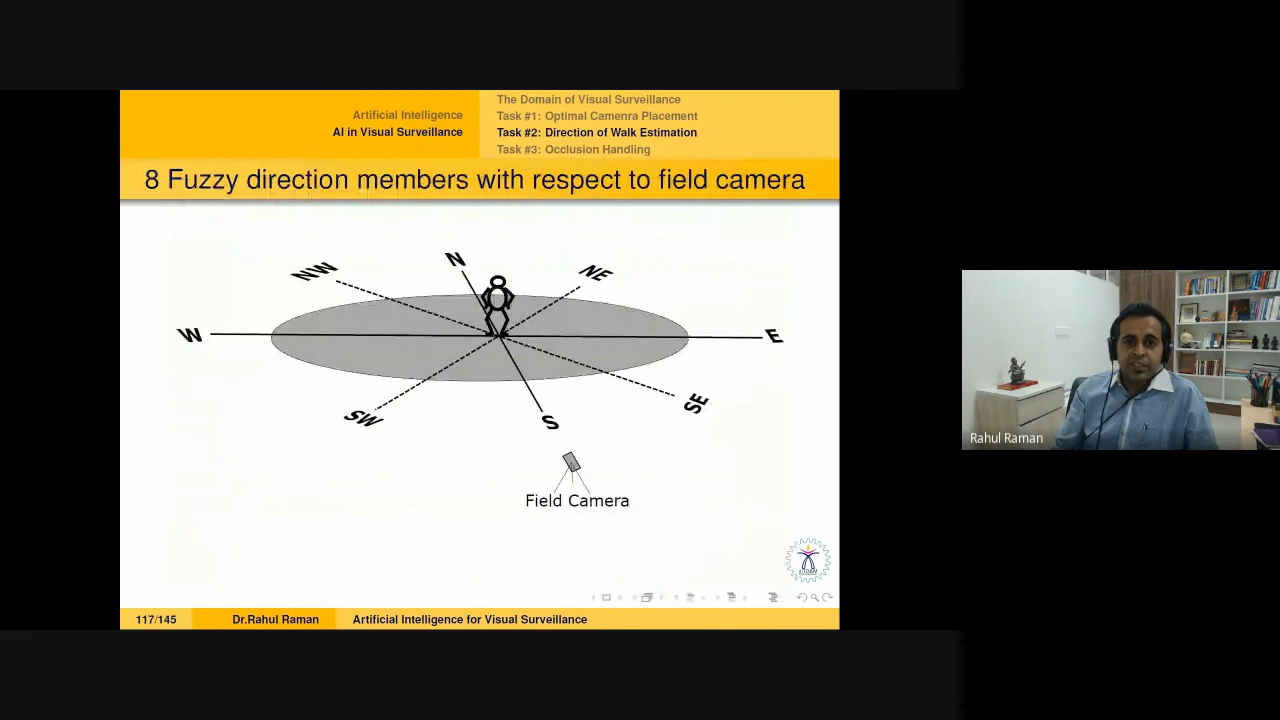 Artificial Intelligence
AI in Visual Surveillance
The Domain of Visual Surveillance
Task #1: Optimal Camenra Placement
Task #2: Direction of Walk Estimation
Task #3: Occlusion Handling
8 Fuzzy direction members with respect to field camera
N
NW
NE
W
E
SW
SE
S
Field Camera
Rahul Raman
117/145
Dr.Rahul Raman
Artificial Intelligence for Visual Surveillance